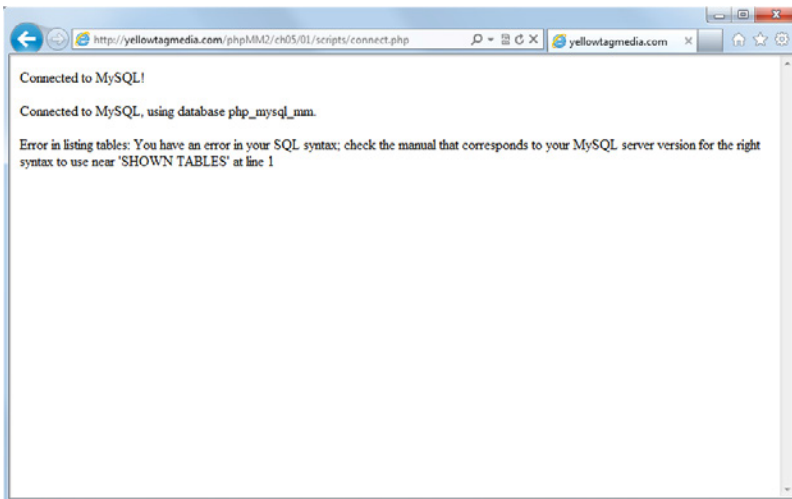 http://yellowtagmedia.com/phpMM2/ch05/01/scripts/connect.php
yellowtagmedia.com
Connected to MySQL!
Connected to MySQL, using database php_mysql_mm.
Error in listing tables: You have an error in your SQL syntax; check the manual that corresponds to your MySQL server version for the right
syntax to use near 'SHOWN TABLES' at line 1